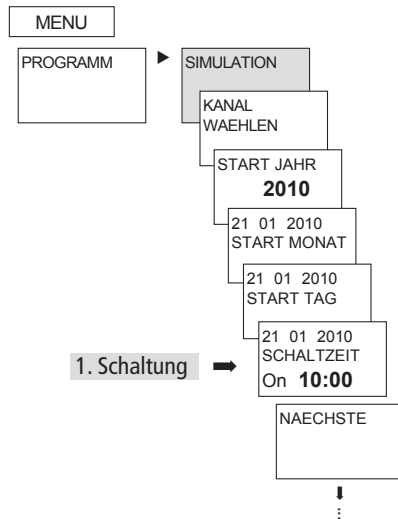 MENU
PROGRAMM
SIMULATION
KANAL
WAEHLEN
START JAHR
2010
21 01 2010
START MONAT
21 01 2010
START TAG
21 01 2010
SCHALTZEIT
On 10:00
1. Schaltung
NAECHSTE